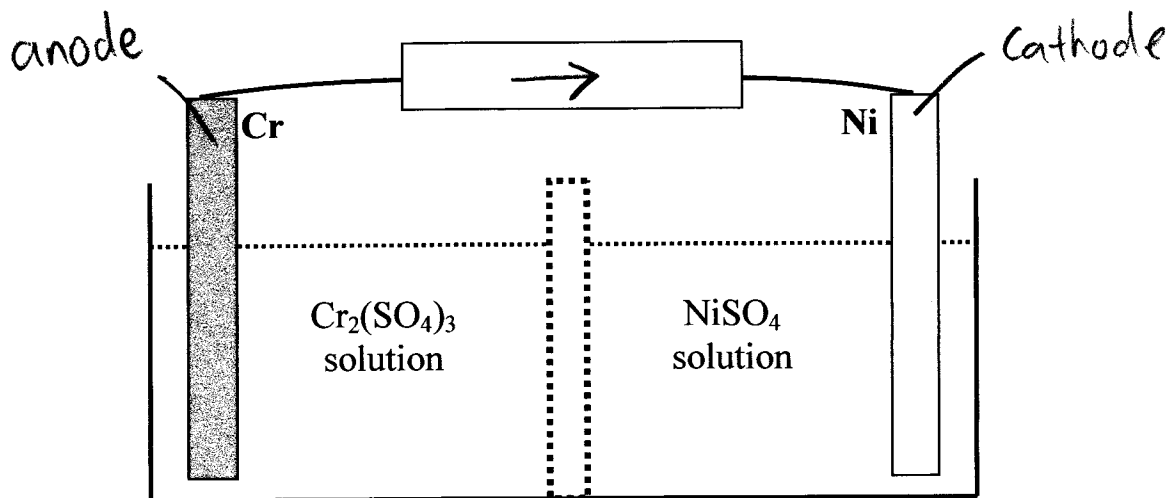 anode
Cathode
Cr
Ni
Cr₂(SO₄)₃
solution
NiSO₄
solution